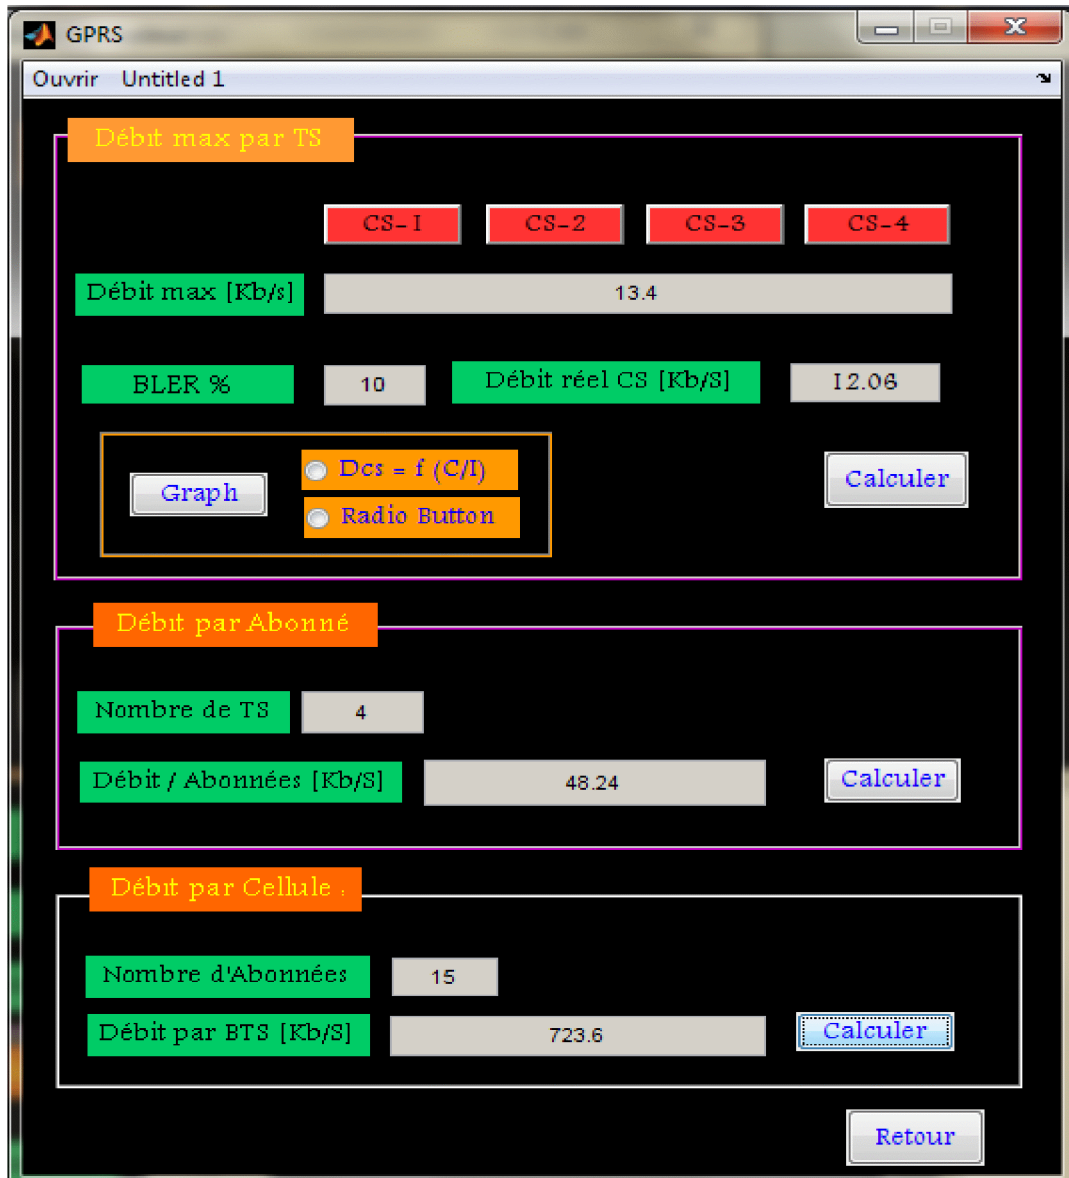 GPRS
Ouvrir Untitled 1
Débit max par TS
CS-1 CS-2 CS-3 CS-4
Débit max [Kb/s] 13.4
BLER % 10 Débit réel CS [Kb/S] 12.06
Graph Dcs = f (C/I) Calculer
Radio Button
Débit par Abonné
Nombre de TS 4
Débit / Abonnées [Kb/S] 48.24 Calculer
Débit par Cellule :
Nombre d'Abonnées 15
Débit par BTS [Kb/S] 723.6 Calculer
Retour